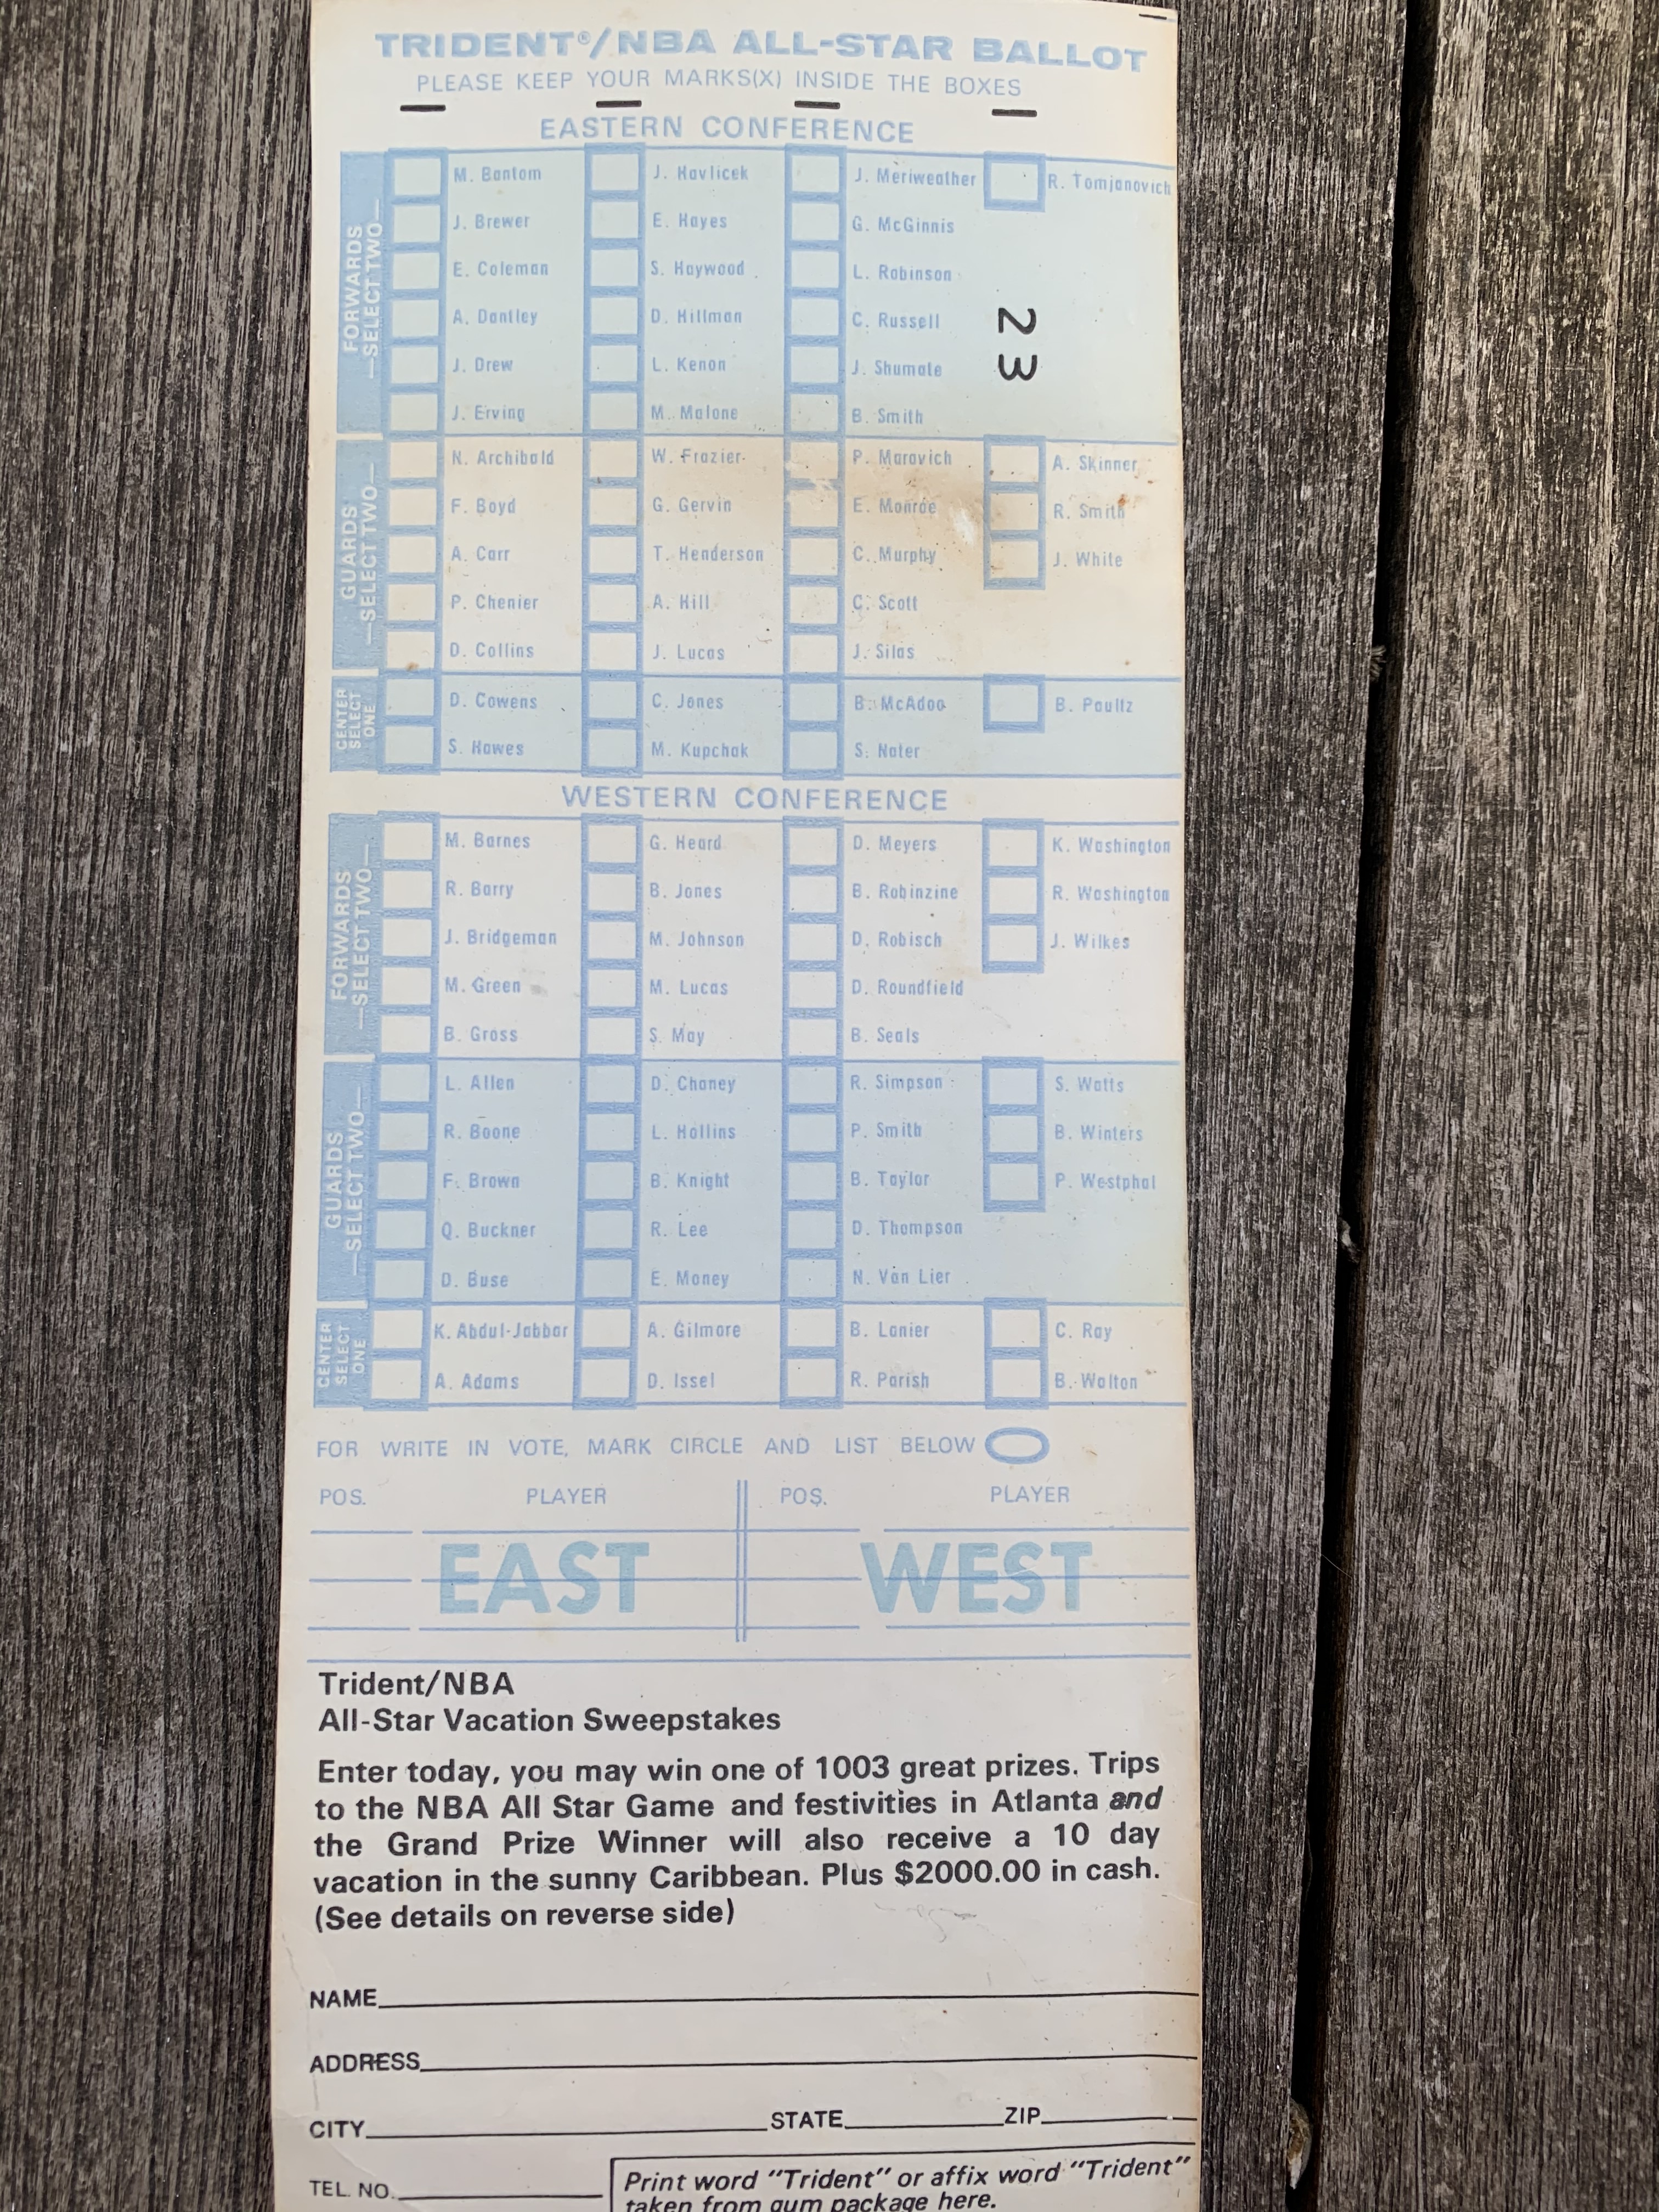 TRIDENT®/NBA ALL-STAR BALLOT
PLEASE KEEP YOUR MARKS(X) INSIDE THE BOXES
EASTERN CONFERENCE
FORWARDS
—SELECT TWO—
M. Bantom J. Havlicek J. Meriweather R. Tomjanovich
J. Brewer E. Hayes G. McGinnis
E. Coleman S. Haywood L. Robinson
A. Dantley D. Hillman C. Russell
J. Drew L. Kenon J. Shumate
J. Erving M. Malone B. Smith
23
GUARDS
—SELECT TWO—
N. Archibald W. Frazier P. Maravich A. Skinner
F. Boyd G. Gervin E. Monroe R. Smith
A. Carr T. Henderson C. Murphy J. White
P. Chenier A. Hill C. Scott
D. Collins J. Lucas J. Silas
CENTER
SELECT
ONE
D. Cowens C. Jones B. McAdoo B. Paultz
S. Hawes M. Kupchak S. Nater
WESTERN CONFERENCE
FORWARDS
—SELECT TWO—
M. Barnes G. Heard D. Meyers K. Washington
R. Barry B. Jones B. Robinzine R. Washington
J. Bridgeman M. Johnson D. Robisch J. Wilkes
M. Green M. Lucas D. Roundfield
B. Gross S. May B. Seals
GUARDS
—SELECT TWO—
L. Allen D. Chaney R. Simpson S. Watts
R. Boone L. Hollins P. Smith B. Winters
F. Brown B. Knight B. Taylor P. Westphal
Q. Buckner R. Lee D. Thompson
D. Buse E. Money N. Van Lier
CENTER
SELECT
ONE
K. Abdul-Jabbar A. Gilmore B. Lanier C. Ray
A. Adams D. Issel R. Parish B. Walton
FOR WRITE IN VOTE, MARK CIRCLE AND LIST BELOW
POS. PLAYER POS. PLAYER
EAST WEST
Trident/NBA
All-Star Vacation Sweepstakes
Enter today, you may win one of 1003 great prizes. Trips
to the NBA All Star Game and festivities in Atlanta and
the Grand Prize Winner will also receive a 10 day
vacation in the sunny Caribbean. Plus $2000.00 in cash.
(See details on reverse side)
NAME
ADDRESS
CITY STATE ZIP
TEL. NO.
Print word "Trident" or affix word "Trident"
taken from gum package here.